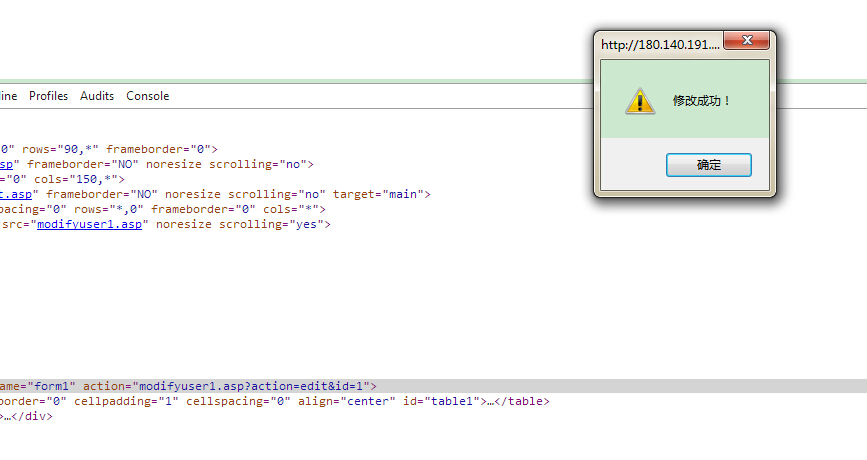 http://180.140.191....
line Profiles Audits Console
修改成功！
确定
0" rows="90,*" frameborder="0">
sp" frameborder="NO" noresize scrolling="no">
="0" cols="150,*">
t.asp" frameborder="NO" noresize scrolling="no" target="main">
pacing="0" rows="*,0" frameborder="0" cols="*">
src="modifyuser1.asp" noresize scrolling="yes">
ame="form1" action="modifyuser1.asp?action=edit&id=1">
order="0" cellpadding="1" cellspacing="0" align="center" id="table1">…</table>
>…</div>